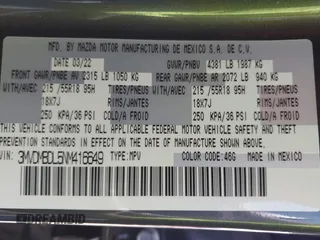 MFD. BY MAZDA MOTOR MANUFACTURING DE MEXICO S.A. DE C.V.
DATE 03/22 GVWR/PNBV 4381 LB 1987 KG
FRONT GAWR/PNBE AV 2315 LB 1050 KG REAR GAWR/PNBE AR 2072 LB 940 KG
WITH/AVEC 215/55R18 95H TIRES/PNEUS WITH/AVEC 215/55R18 95H TIRES/PNEUS
18X7J RIMS/JANTES 18X7J RIMS/JANTES
250 KPA/36 PSI COLD/A FROID 250 KPA/36 PSI COLD/A FROID
THIS VEHICLE CONFORMS TO ALL APPLICABLE FEDERAL MOTOR VEHICLE
SAFETY AND THEFT PREVENTION STANDARDS IN EFFECT ON THE DATE OF
MANUFACTURE SHOWN ABOVE.
VIN: 3MVDMBDL5NM416649 TYPE: MPV COLOR CODE: 46G MADE IN MEXICO
DREAMBID